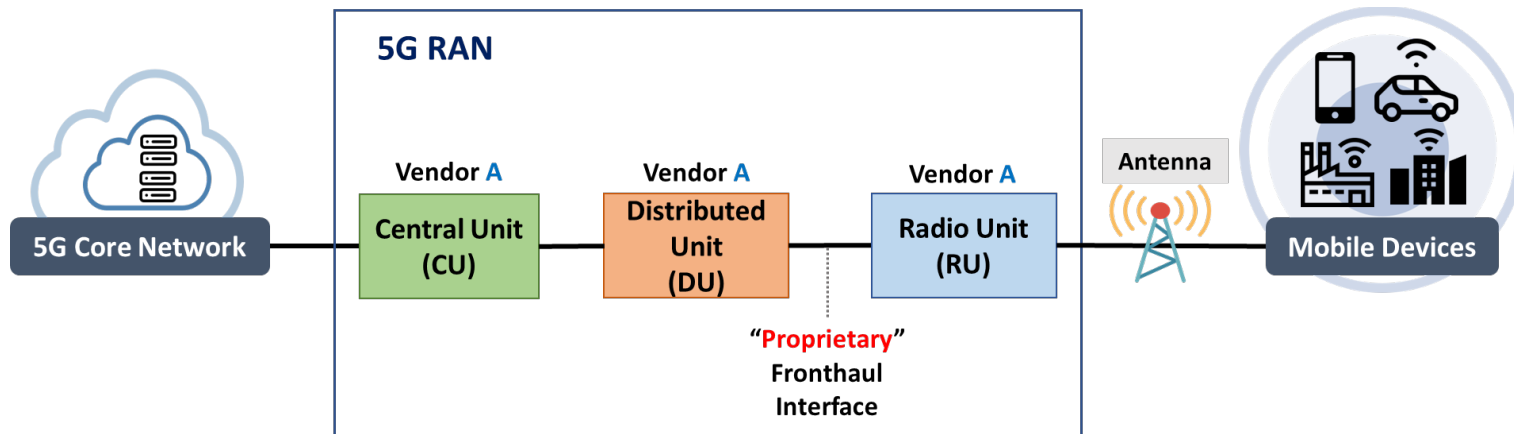 5G RAN
5G Core Network
Vendor A
Central Unit
(CU)
Vendor A
Distributed
Unit
(DU)
“Proprietary”
Fronthaul
Interface
Vendor A
Radio Unit
(RU)
Antenna
Mobile Devices